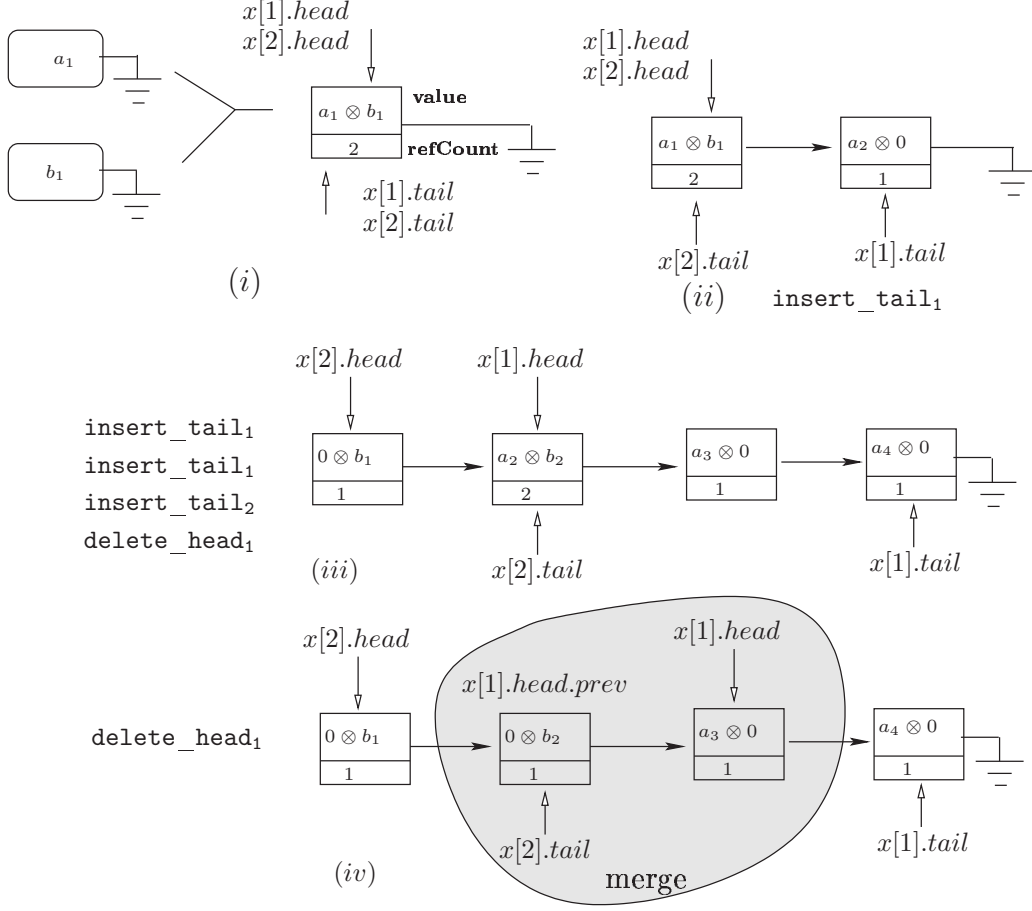 x[1].head
x[2].head
a₁
a₁ ⊗ b₁
value
2
refCount
b₁
x[1].tail
x[2].tail
(i)
x[1].head
x[2].head
a₁ ⊗ b₁
a₂ ⊗ 0
2
1
x[2].tail
x[1].tail
(ii)
insert_tail₁
x[2].head
x[1].head
insert_tail₁
insert_tail₁
insert_tail₂
delete_head₁
0 ⊗ b₁
a₂ ⊗ b₂
a₃ ⊗ 0
a₄ ⊗ 0
1
2
1
1
(iii)
x[2].tail
x[1].tail
x[2].head
x[1].head
x[1].head.prev
delete_head₁
0 ⊗ b₁
0 ⊗ b₂
a₃ ⊗ 0
a₄ ⊗ 0
1
1
1
1
x[2].tail
x[1].tail
(iv)
merge